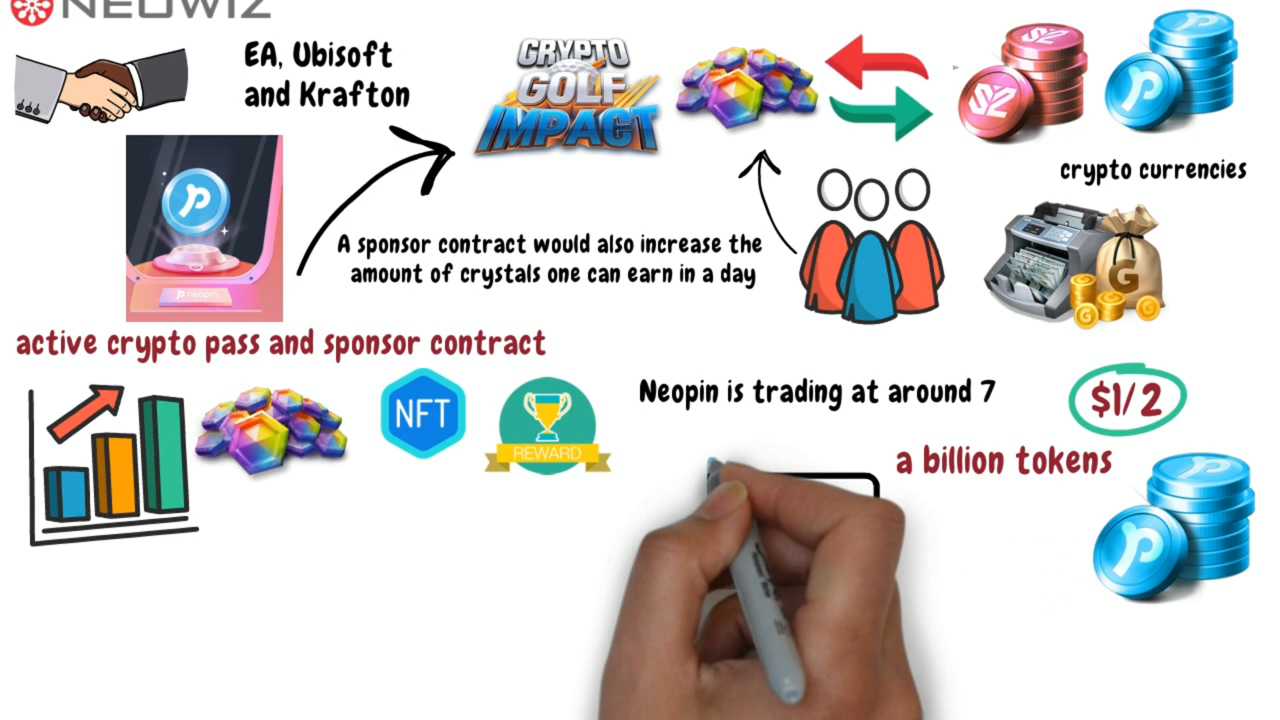 NEOWIZ
EA, Ubisoft
and Krafton
CRYPTO
GOLF
IMPACT
crypto currencies
A sponsor contract would also increase the
amount of crystals one can earn in a day
neopin
G
active crypto pass and sponsor contract
Neopin is trading at around 7
$1/2
NFT
REWARD
a billion tokens